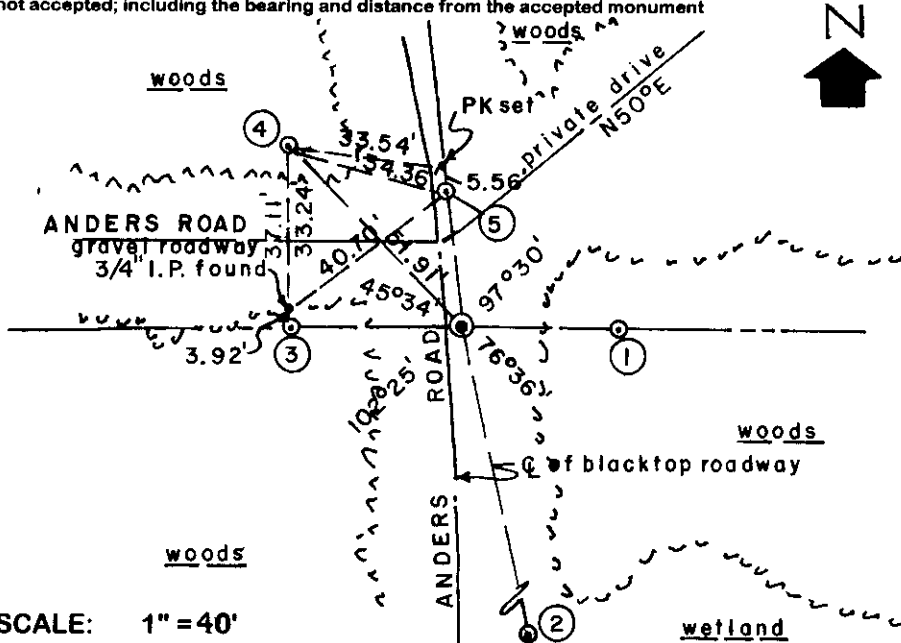 not accepted; including the bearing and distance from the accepted monument
N
woods
woods
PK set
private drive
N50°E
4
33.54'
34.36'
5.56'
5
ANDERS ROAD
gravel roadway
3/4" I.P. found
37.11'
33.24'
40.70'
51.97'
45°34'
97°30'
3.92'
3
1
76°36'
100°25'
ROAD
woods
℄ of blacktop roadway
ANDERS
woods
SCALE: 1" = 40'
2
wetland